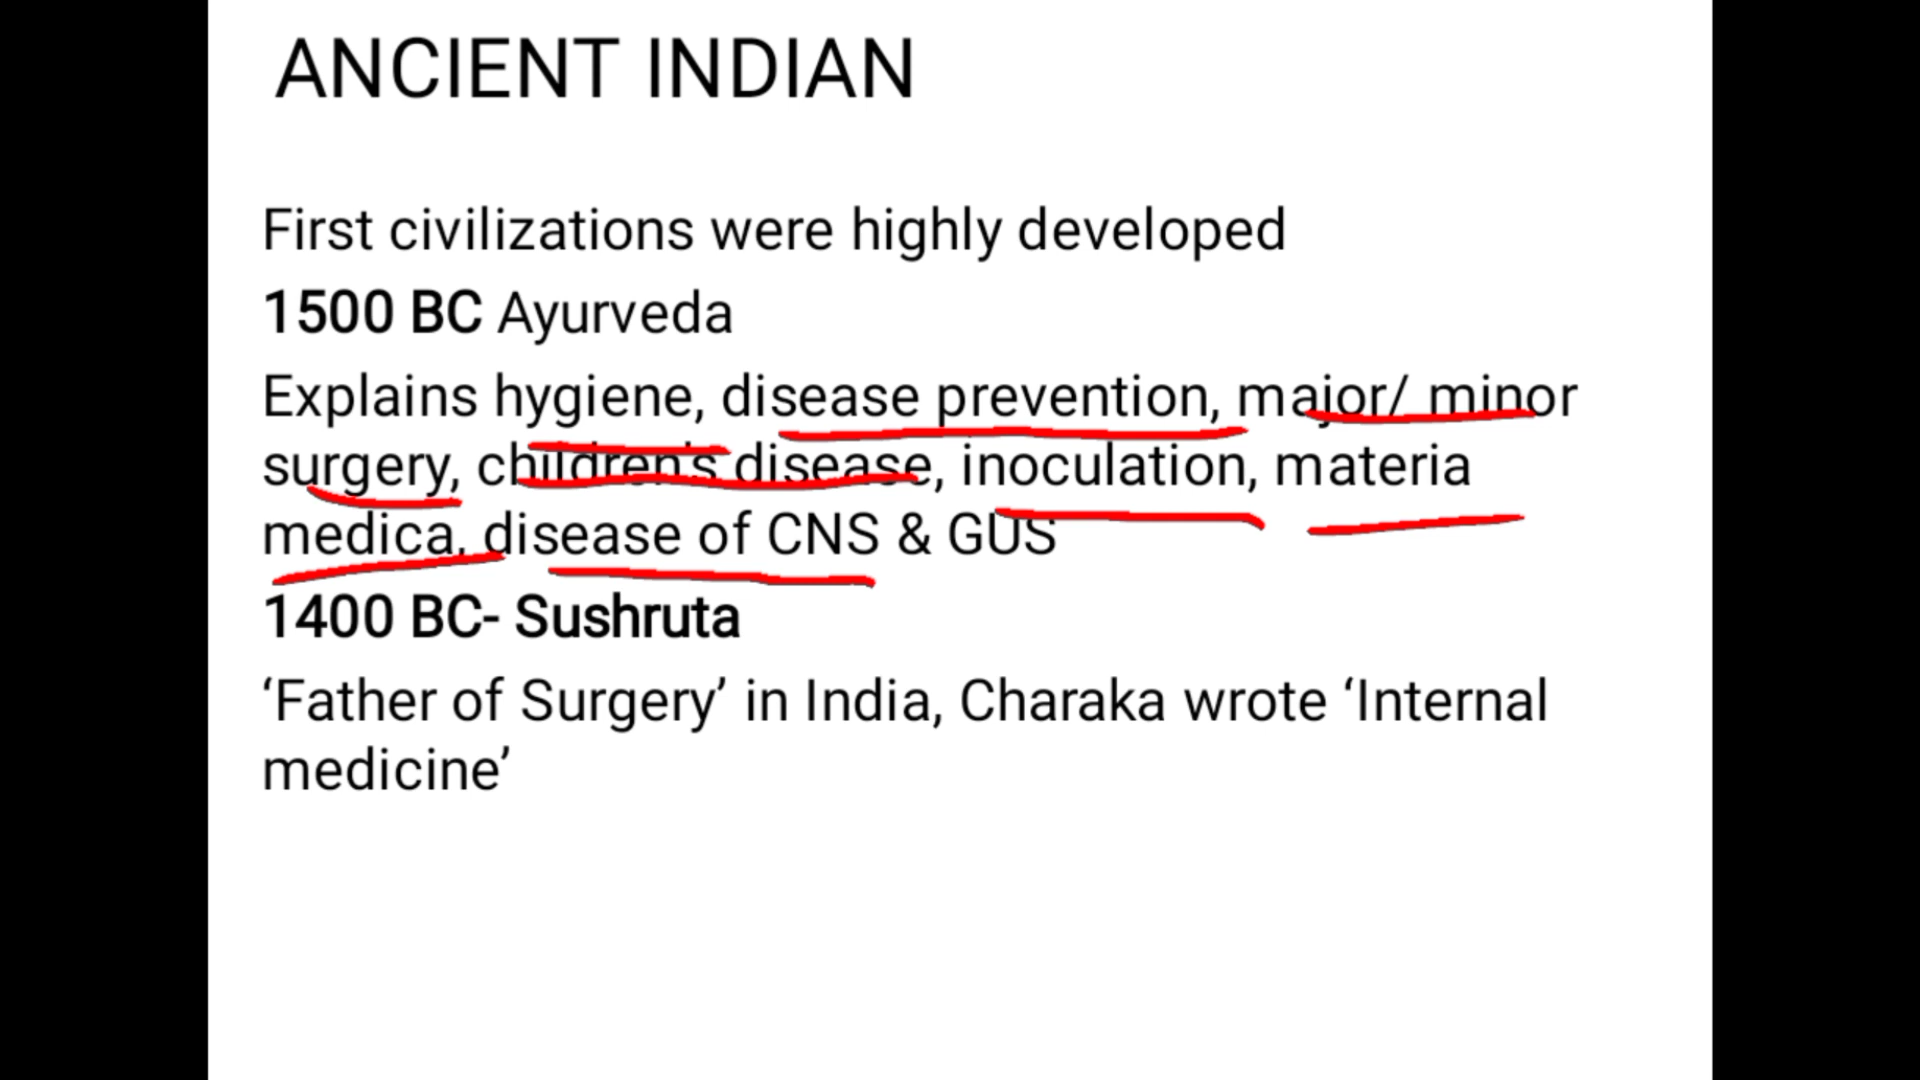 ANCIENT INDIAN
First civilizations were highly developed
1500 BC Ayurveda
Explains hygiene, disease prevention, major/ minor
surgery, children's disease, inoculation, materia
medica, disease of CNS & GUS
1400 BC- Sushruta
‘Father of Surgery’ in India, Charaka wrote ‘Internal
medicine’